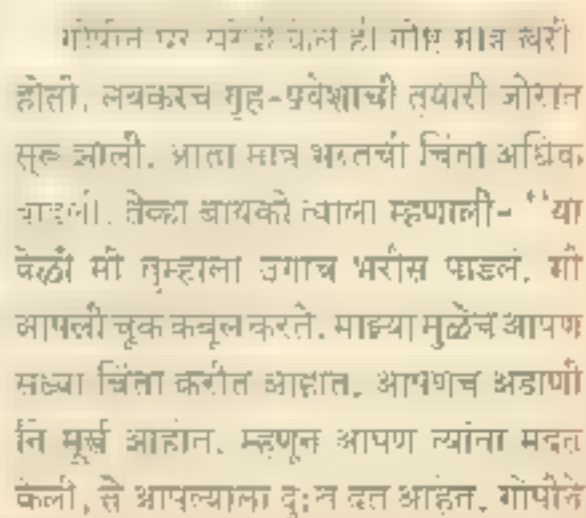 गोपीनं घर खरेदी केलं ही गोष्ट मात्र खरी
होती. लवकरच गृह-प्रवेशाची तयारी जोरात
सुरू झाली. आता मात्र भरतची चिंता अधिक
वाढली. तेव्हा बायको त्याला म्हणाली- “या
वेळी मी तुम्हाला उगाच भरीस पाडलं. मी
आपली चूक कबूल करते. माझ्यामुळेच आपण
सध्या चिंता करीत आहात. आपणच अडाणी
नि मूर्ख आहोत. म्हणून आपण त्यांना मदत
केली, ते आपल्याला दु:ख देत आहेत. गोपीने